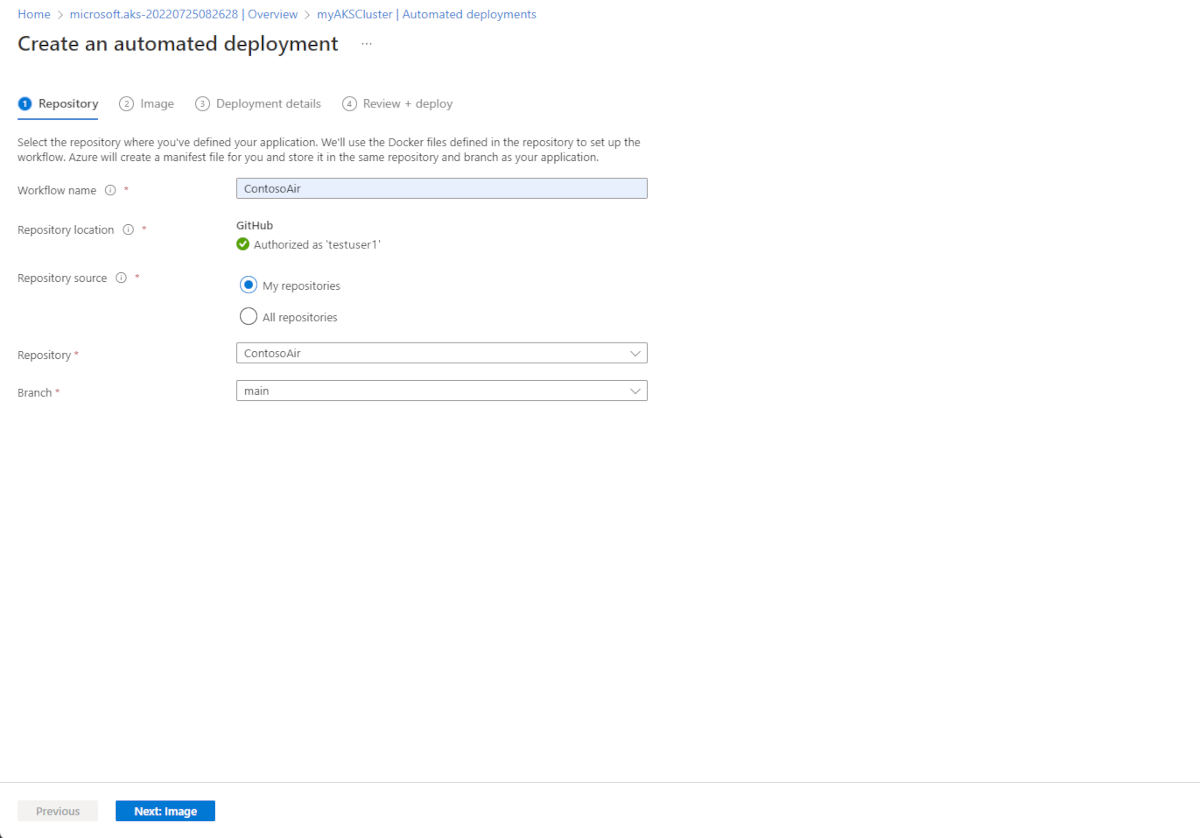 Home > microsoft.aks-20220725082628 | Overview > myAKSCluster | Automated deployments
Create an automated deployment ...
1 Repository 2 Image 3 Deployment details 4 Review + deploy
Select the repository where you've defined your application. We'll use the Docker files defined in the repository to set up the
workflow. Azure will create a manifest file for you and store it in the same repository and branch as your application.
Workflow name * ContosoAir
Repository location * GitHub
Authorized as 'testuser1'
Repository source * My repositories
All repositories
Repository * ContosoAir
Branch * main
Previous Next: Image